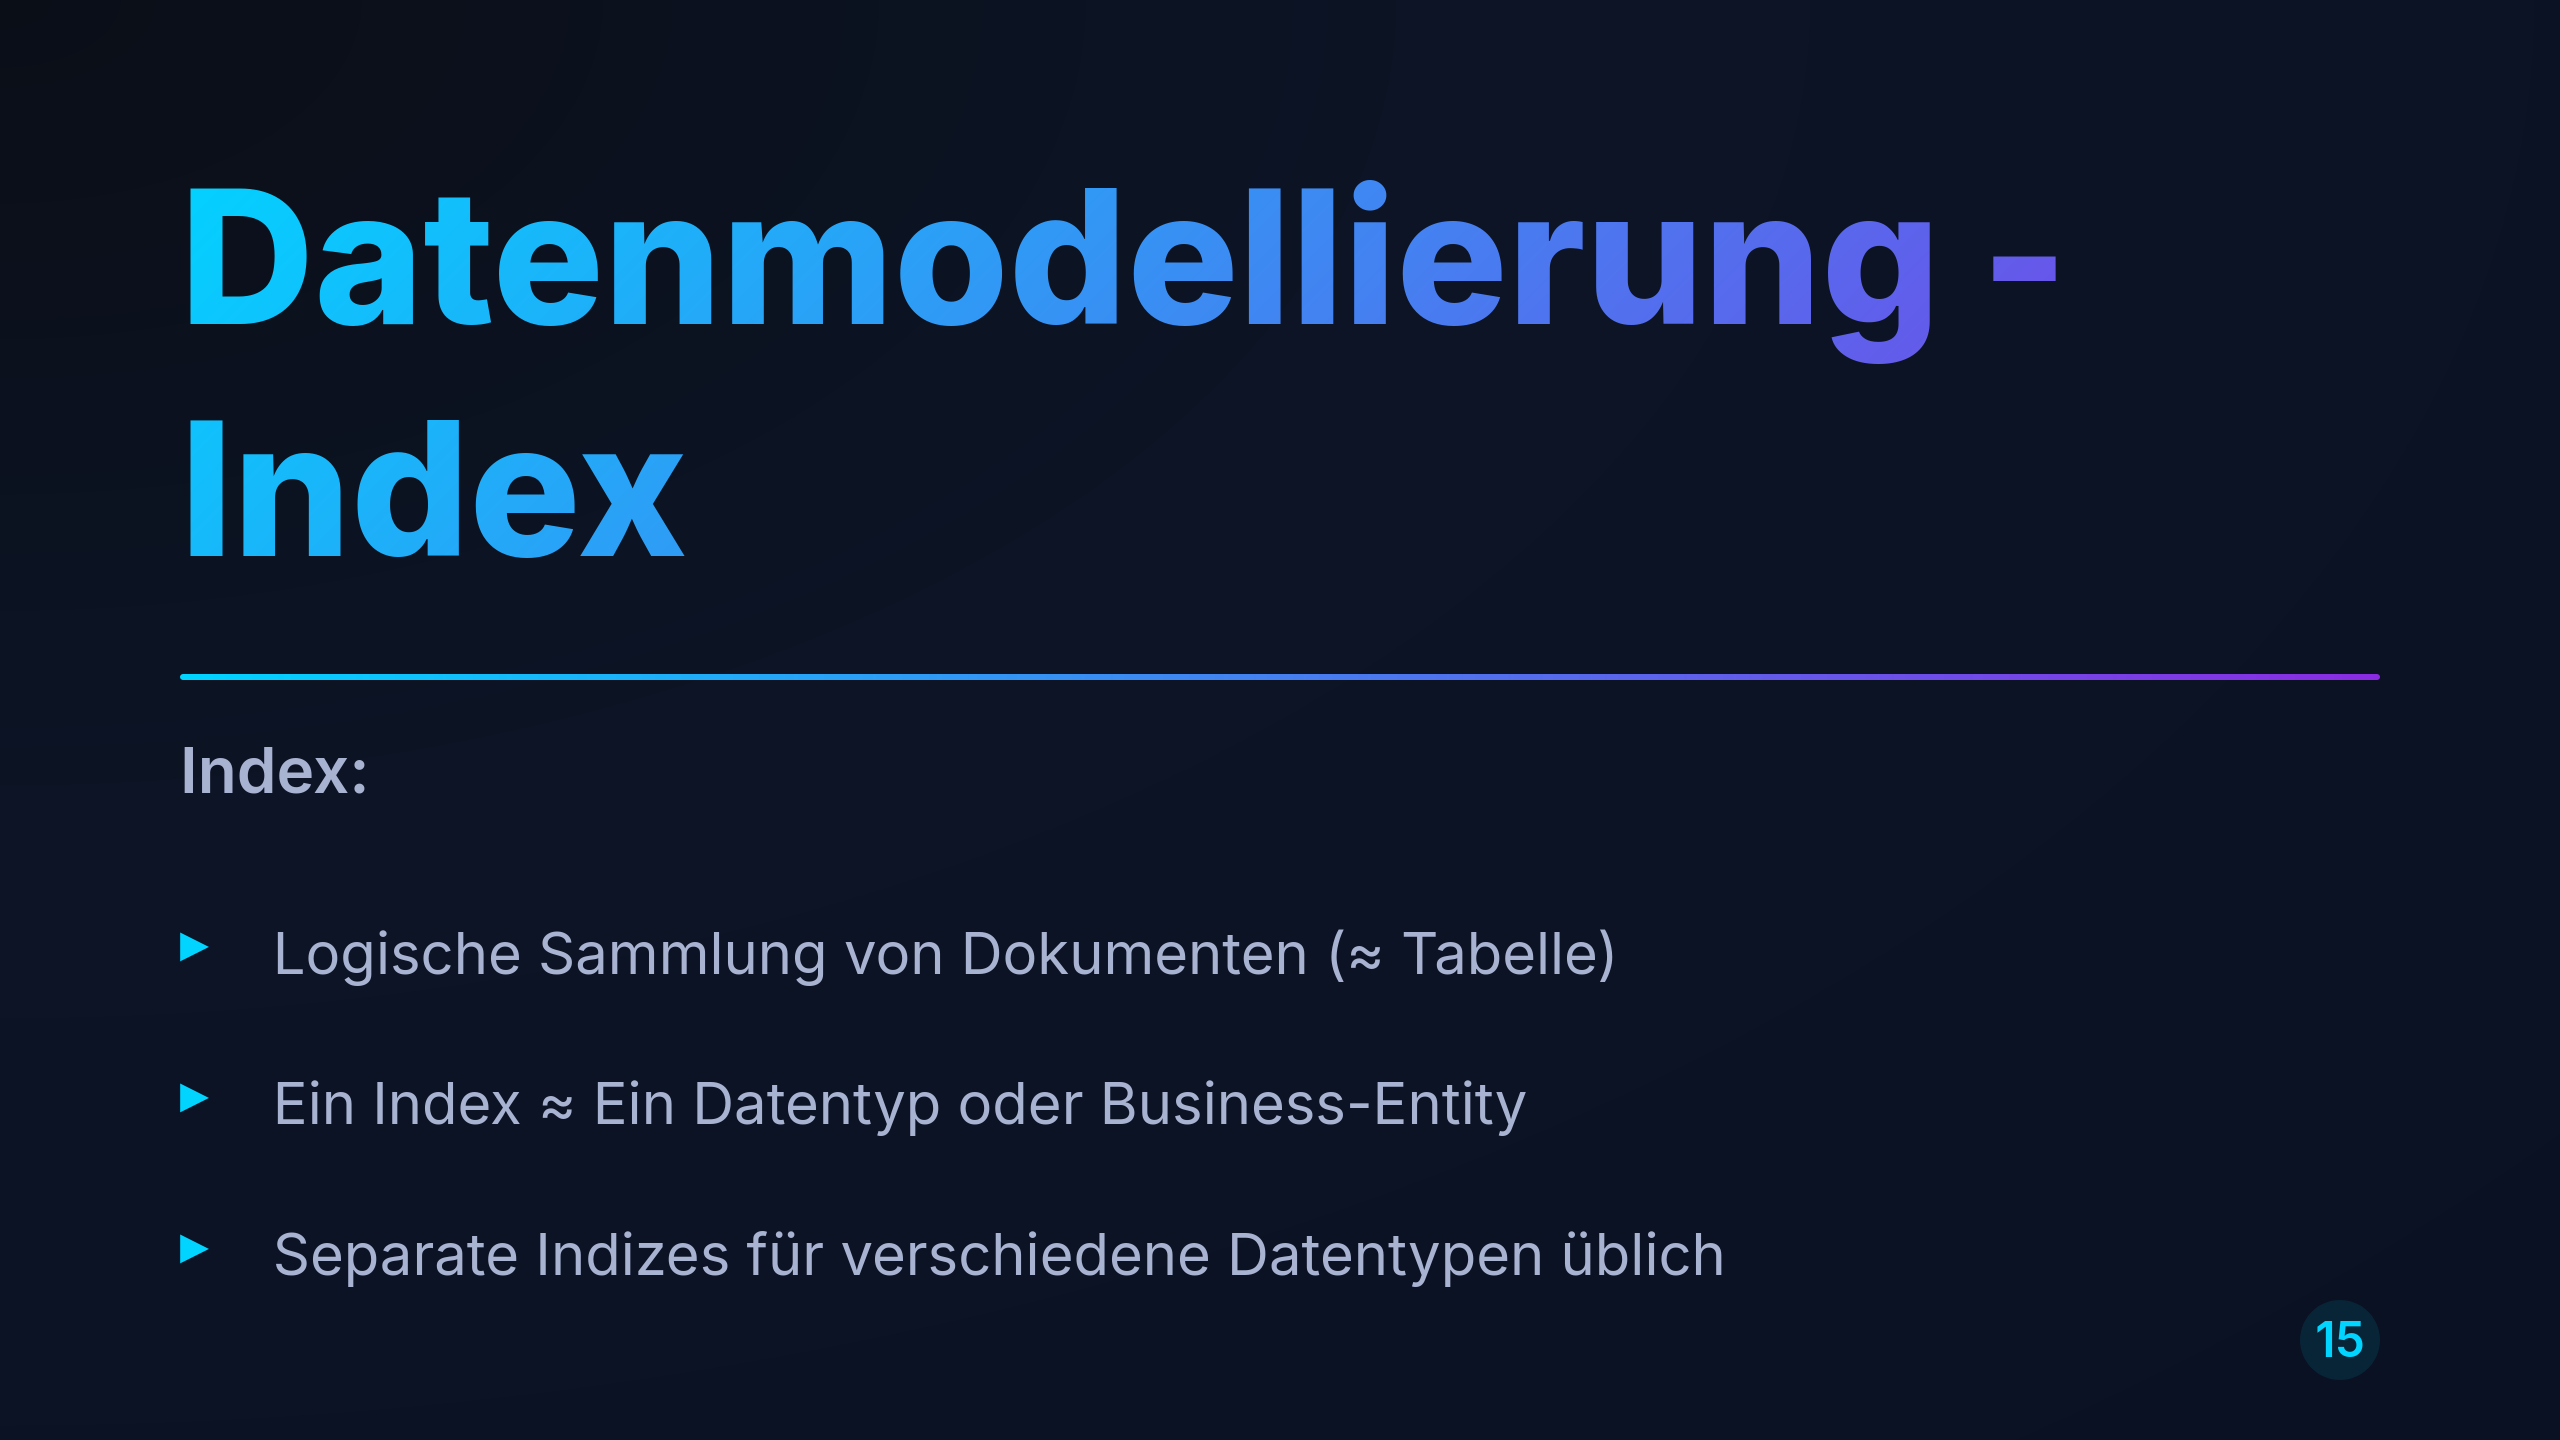 Datenmodellierung -
Index
Index:
▶ Logische Sammlung von Dokumenten (≈ Tabelle)
▶ Ein Index ≈ Ein Datentyp oder Business-Entity
▶ Separate Indizes für verschiedene Datentypen üblich
15